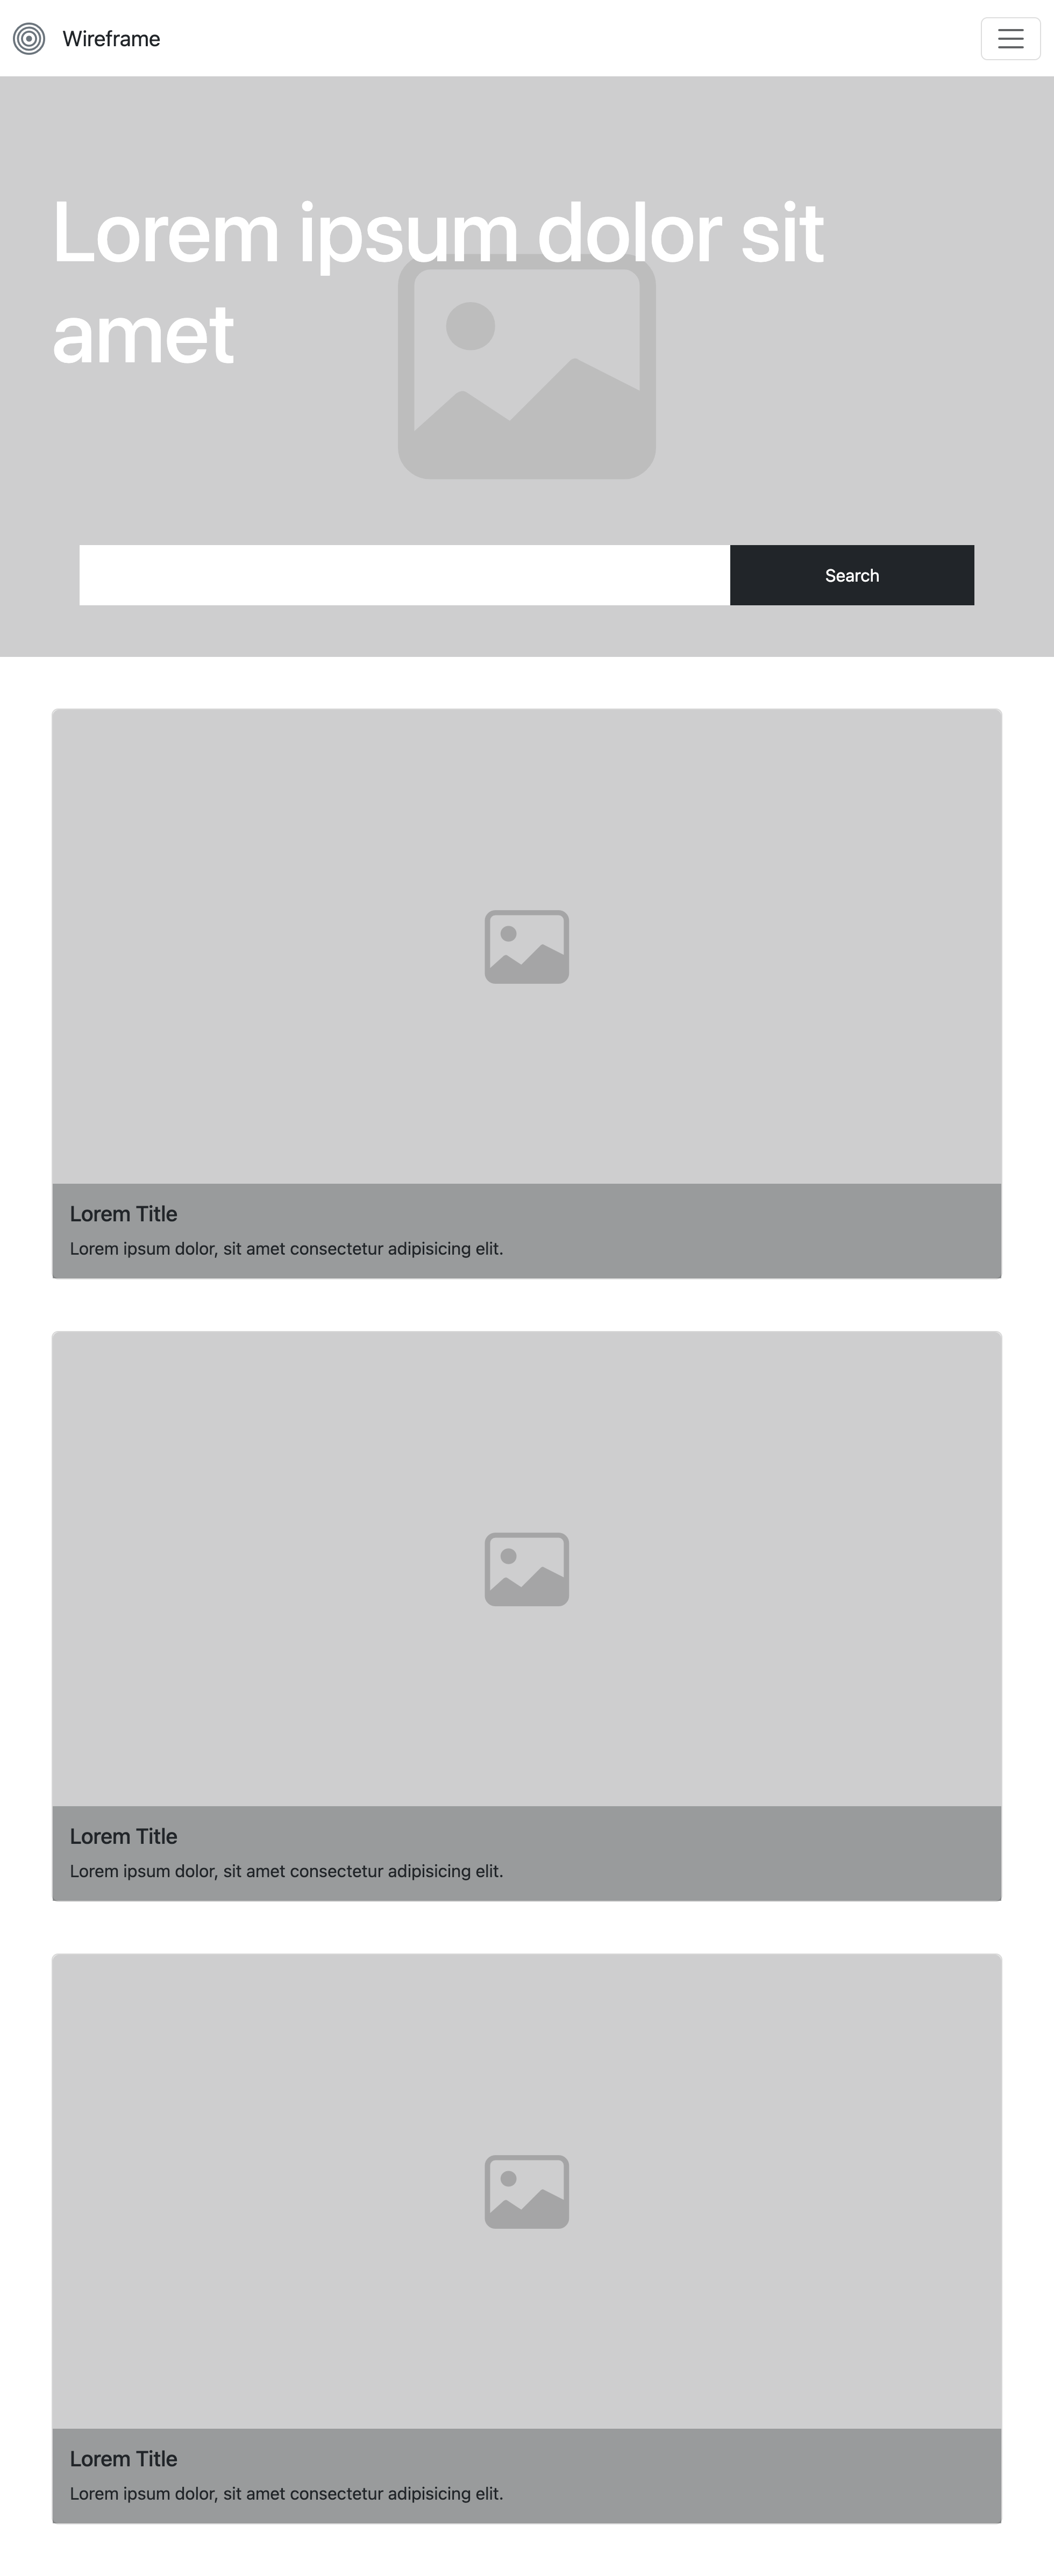 Wireframe
Lorem ipsum dolor sit
amet
Search
Lorem Title
Lorem ipsum dolor, sit amet consectetur adipisicing elit.
Lorem Title
Lorem ipsum dolor, sit amet consectetur adipisicing elit.
Lorem Title
Lorem ipsum dolor, sit amet consectetur adipisicing elit.